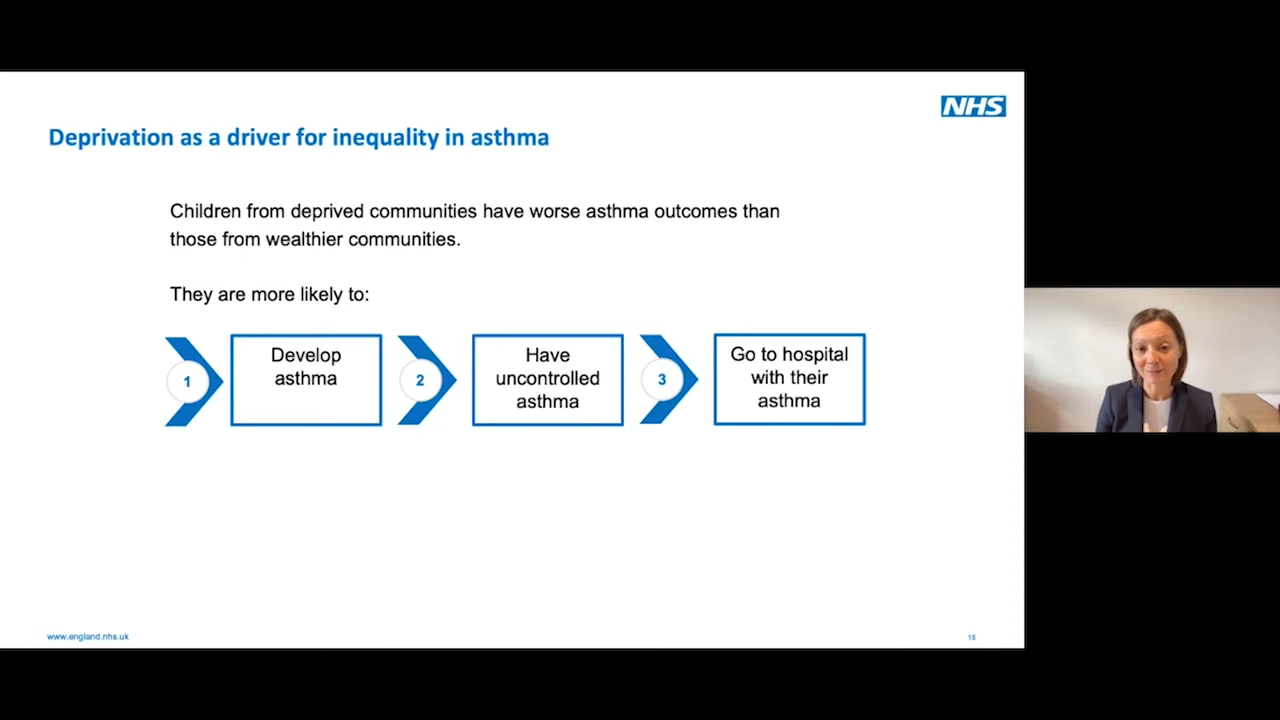 NHS
Deprivation as a driver for inequality in asthma
Children from deprived communities have worse asthma outcomes than
those from wealthier communities.
They are more likely to:
1
Develop
asthma
2
Have
uncontrolled
asthma
3
Go to hospital
with their
asthma
www.england.nhs.uk
15